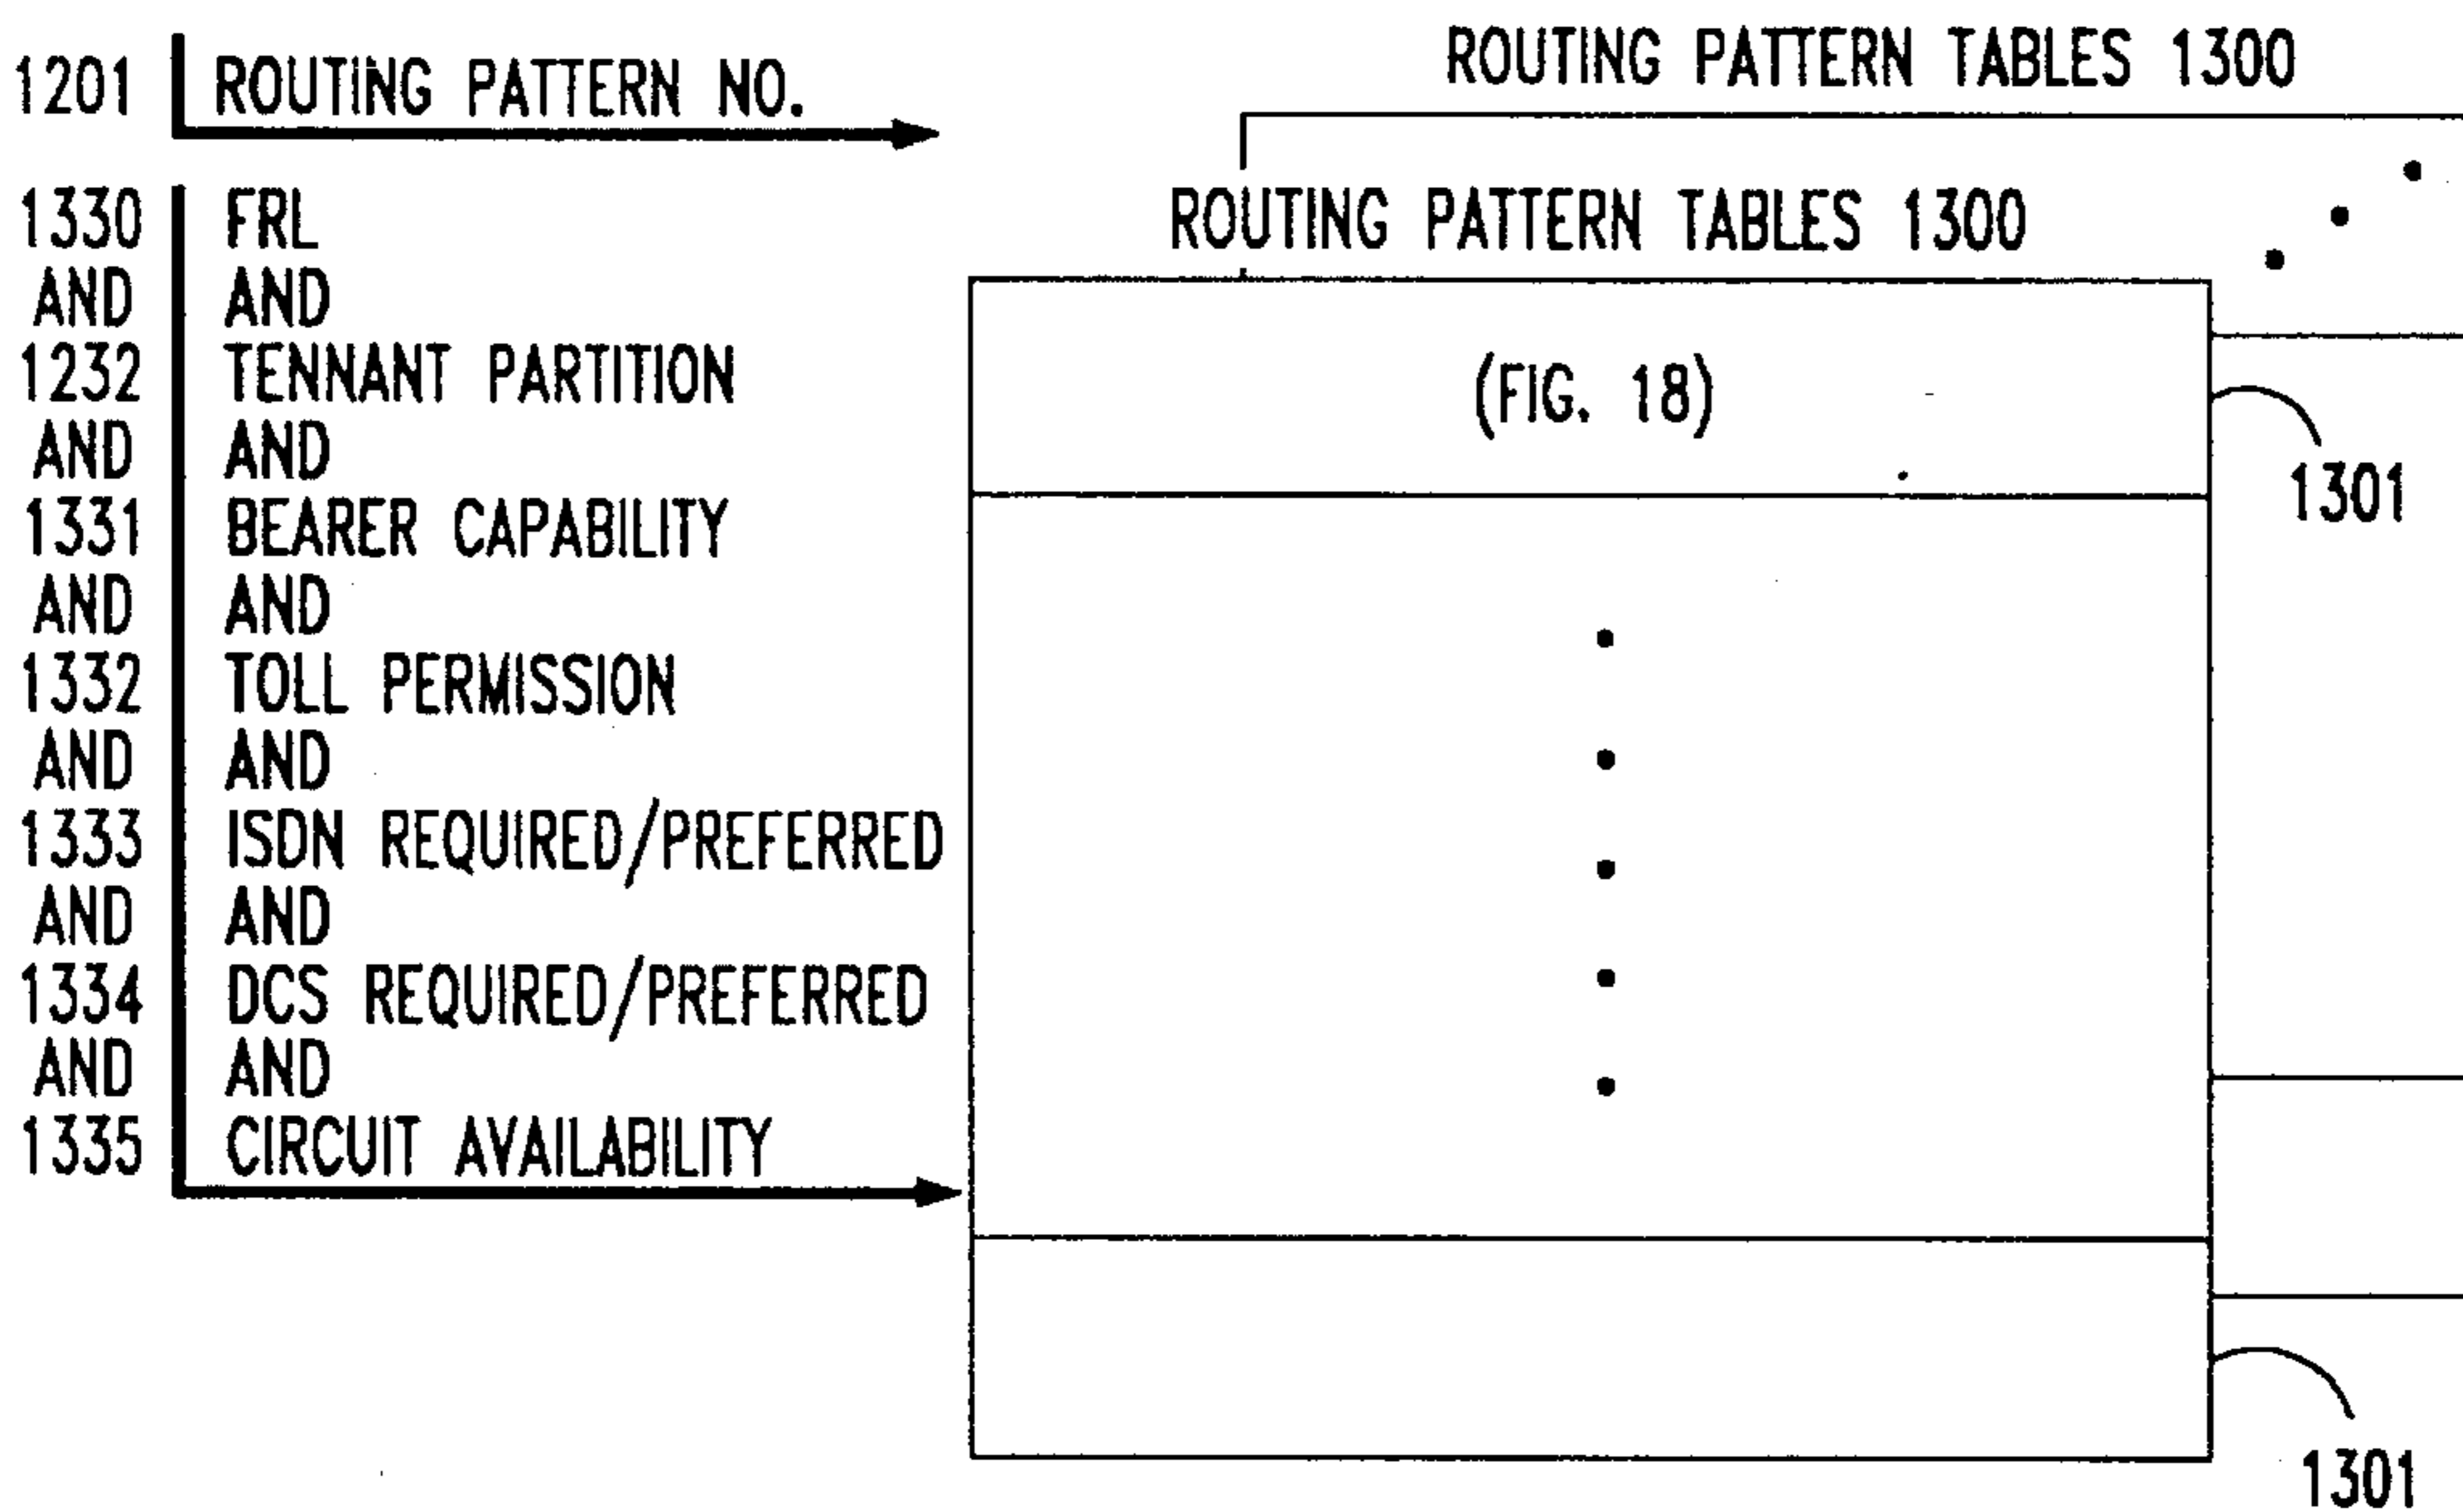 ROUTING PATTERN TABLES 1300
1201 ROUTING PATTERN NO.
ROUTING PATTERN TABLES 1300
1330 FRL
AND AND
1232 TENNANT PARTITION
(FIG. 18)
AND AND
1301
1331 BEARER CAPABILITY
AND AND
1332 TOLL PERMISSION
AND AND
1333 ISDN REQUIRED/PREFERRED
AND AND
1334 DCS REQUIRED/PREFERRED
AND AND
1335 CIRCUIT AVAILABILITY
1301